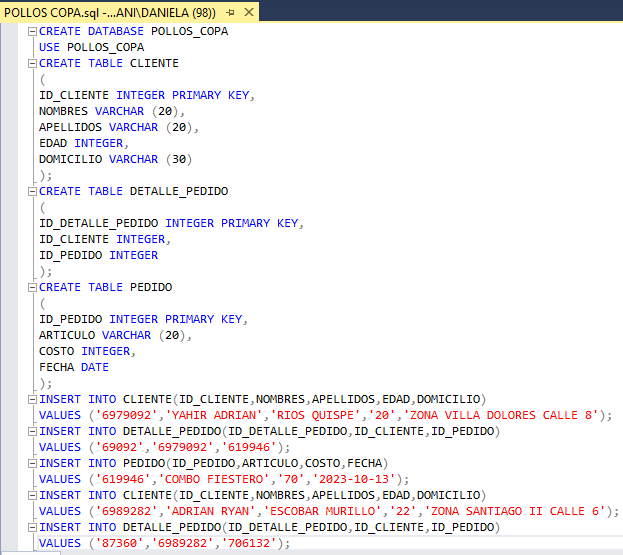 POLLOS COPA.sql -...ANI\DANIELA (98))
CREATE DATABASE POLLOS_COPA
USE POLLOS_COPA
CREATE TABLE CLIENTE
(
ID_CLIENTE INTEGER PRIMARY KEY,
NOMBRES VARCHAR (20),
APELLIDOS VARCHAR (20),
EDAD INTEGER,
DOMICILIO VARCHAR (30)
);
CREATE TABLE DETALLE_PEDIDO
(
ID_DETALLE_PEDIDO INTEGER PRIMARY KEY,
ID_CLIENTE INTEGER,
ID_PEDIDO INTEGER
);
CREATE TABLE PEDIDO
(
ID_PEDIDO INTEGER PRIMARY KEY,
ARTICULO VARCHAR (20),
COSTO INTEGER,
FECHA DATE
);
INSERT INTO CLIENTE(ID_CLIENTE,NOMBRES,APELLIDOS,EDAD,DOMICILIO)
VALUES ('6979092','YAHIR ADRIAN','RIOS QUISPE','20','ZONA VILLA DOLORES CALLE 8');
INSERT INTO DETALLE_PEDIDO(ID_DETALLE_PEDIDO,ID_CLIENTE,ID_PEDIDO)
VALUES ('69092','6979092','619946');
INSERT INTO PEDIDO(ID_PEDIDO,ARTICULO,COSTO,FECHA)
VALUES ('619946','COMBO FIESTERO','70','2023-10-13');
INSERT INTO CLIENTE(ID_CLIENTE,NOMBRES,APELLIDOS,EDAD,DOMICILIO)
VALUES ('6989282','ADRIAN RYAN','ESCOBAR MURILLO','22','ZONA SANTIAGO II CALLE 6');
INSERT INTO DETALLE_PEDIDO(ID_DETALLE_PEDIDO,ID_CLIENTE,ID_PEDIDO)
VALUES ('87360','6989282','706132');